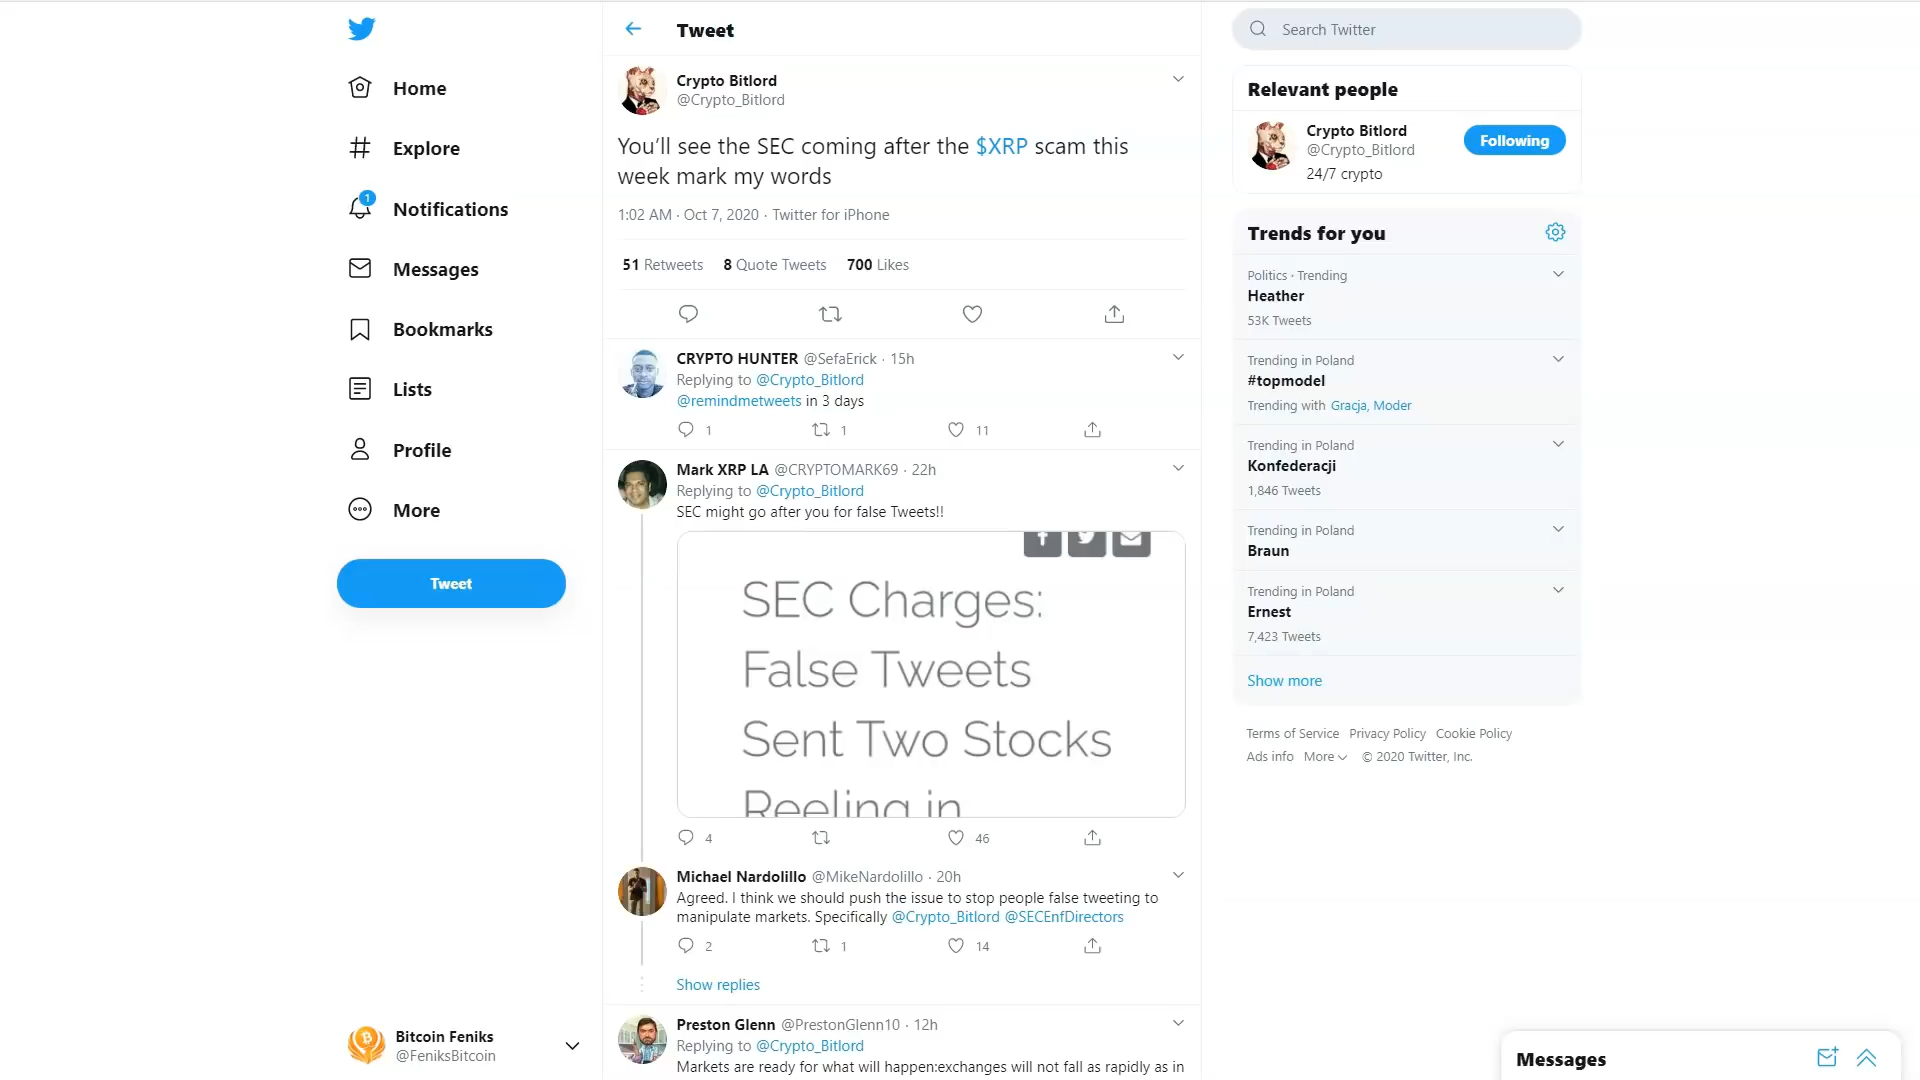 Home
Explore
1
Notifications
Messages
Bookmarks
Lists
Profile
More
Tweet
Bitcoin Feniks
@FeniksBitcoin
Tweet
Crypto Bitlord
@Crypto_Bitlord
You’ll see the SEC coming after the $XRP scam this
week mark my words
1:02 AM · Oct 7, 2020 · Twitter for iPhone
51 Retweets 8 Quote Tweets 700 Likes
CRYPTO HUNTER @SefaErick · 15h
Replying to @Crypto_Bitlord
@remindmetweets in 3 days
1 1 11
Mark XRP LA @CRYPTOMARK69 · 22h
Replying to @Crypto_Bitlord
SEC might go after you for false Tweets!!
SEC Charges:
False Tweets
Sent Two Stocks
Reeling in
4 46
Michael Nardolillo @MikeNardolillo · 20h
Agreed. I think we should push the issue to stop people false tweeting to
manipulate markets. Specifically @Crypto_Bitlord @SECEnfDirectors
2 1 14
Show replies
Preston Glenn @PrestonGlenn10 · 12h
Replying to @Crypto_Bitlord
Markets are ready for what will happen:exchanges will not fall as rapidly as in
Search Twitter
Relevant people
Crypto Bitlord
@Crypto_Bitlord
Following
24/7 crypto
Trends for you
Politics · Trending
Heather
53K Tweets
Trending in Poland
#topmodel
Trending with Gracja, Moder
Trending in Poland
Konfederacji
1,846 Tweets
Trending in Poland
Braun
Trending in Poland
Ernest
7,423 Tweets
Show more
Terms of Service Privacy Policy Cookie Policy
Ads info More © 2020 Twitter, Inc.
Messages